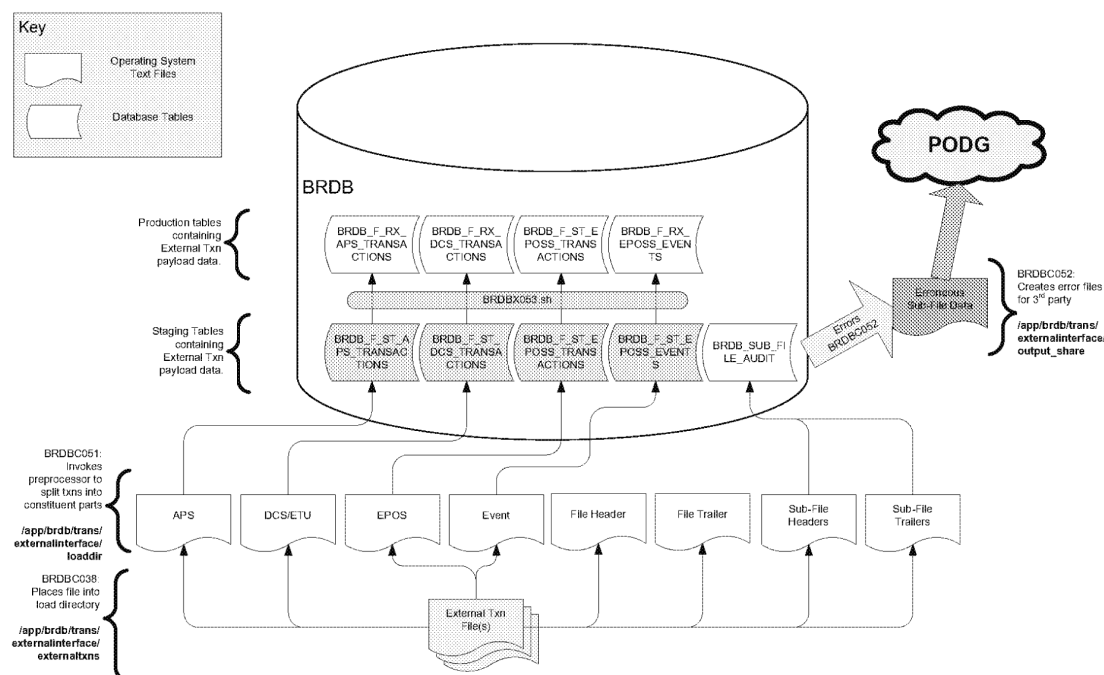 Key
Operating System
Text Files
Database Tables
BRDB
PODG
Production tables
containing
External Txn
payload data.
BRDB_F_RX_
APS_TRANSA
CTIONS
BRDB_F_RX_
DCS_TRANSA
CTIONS
BRDB_F_ST_E
POSS_TRANS
ACTIONS
BRDB_F_RX_
EPOSS_EVEN
TS
BRDBX053.sh
Staging Tables
containing
External Txn
payload data.
BRDB_F_ST_A
PS_TRANSAC
TIONS
BRDB_F_ST_
DCS_TRANSA
CTIONS
BRDB_F_ST_E
POSS_TRANS
ACTIONS
BRDB_F_ST_E
POSS_EVENT
S
BRDB_SUB_FI
LE_AUDIT
Errors
BRDBC052
Erroneous
Sub-File Data
BRDBC052:
Creates error files
for 3rd party
/app/brdb/trans/
externalinterface/
output_share
BRDBC051:
Invokes
preprocessor to
split txns into
constituent parts
/app/brdb/trans/
externalinterface/
loaddir
APS
DCS/ETU
EPOS
Event
File Header
File Trailer
Sub-File
Headers
Sub-File
Trailers
BRDBC038:
Places file into
load directory
/app/brdb/trans/
externalinterface/
externaltxns
External Txn
File(s)